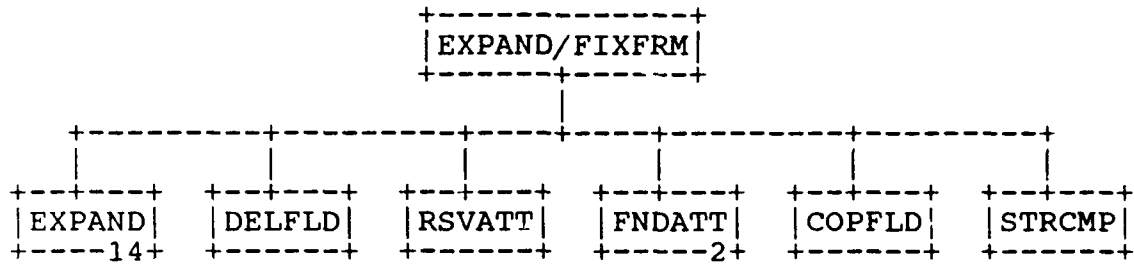 EXPAND/FIXFRM
EXPAND DELFLD RSVATT FNDATT COPFLD STRCMP
14 2